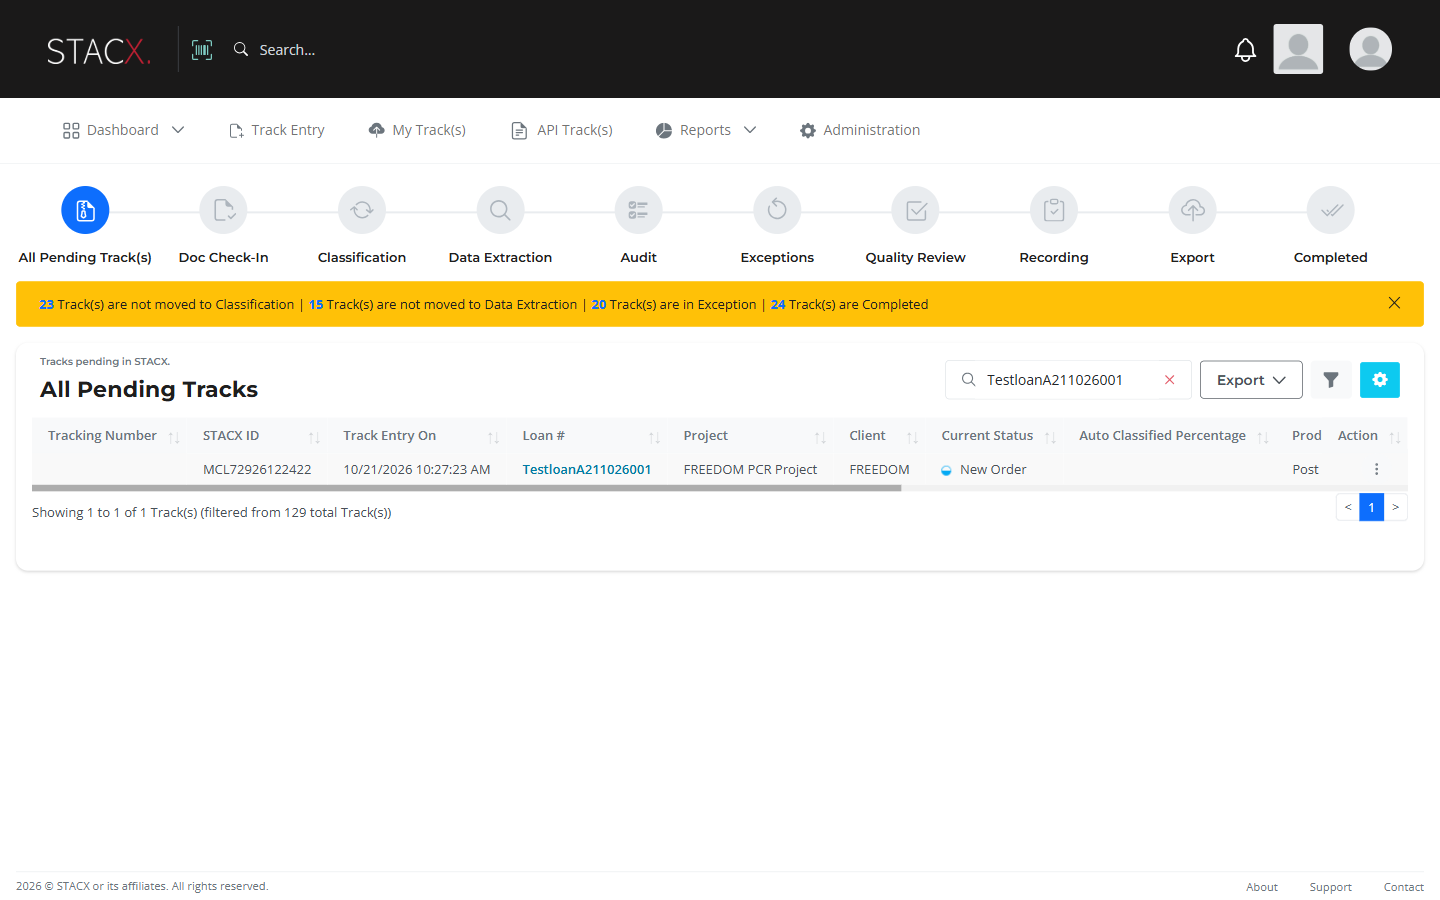 STACX.
Search...
Dashboard
Track Entry
My Track(s)
API Track(s)
Reports
Administration
All Pending Track(s)
Doc Check-In
Classification
Data Extraction
Audit
Exceptions
Quality Review
Recording
Export
Completed
23 Track(s) are not moved to Classification | 15 Track(s) are not moved to Data Extraction | 20 Track(s) are in Exception | 24 Track(s) are Completed
Tracks pending in STACX.
All Pending Tracks
TestloanA211026001
Export
Tracking Number STACX ID Track Entry On Loan # Project Client Current Status Auto Classified Percentage Prod Action
MCL72926122422 10/21/2026 10:27:23 AM TestloanA211026001 FREEDOM PCR Project FREEDOM New Order Post
Showing 1 to 1 of 1 Track(s) (filtered from 129 total Track(s))
< 1 >
2026 © STACX or its affiliates. All rights reserved.
About Support Contact